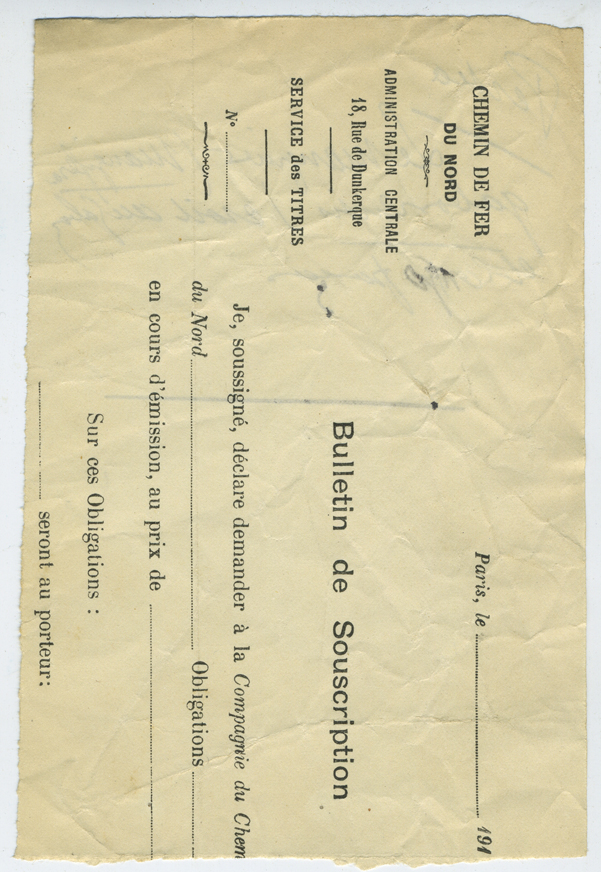 CHEMIN DE FER
DU NORD
ADMINISTRATION CENTRALE
18, Rue de Dunkerque
SERVICE des TITRES
N° ..........
Paris, le .......... 191
Bulletin de Souscription
Je, soussigné, déclare demander à la Compagnie du Chem
du Nord .......... Obligations ..........
en cours d'émission, au prix de ..........
Sur ces Obligations :
.......... seront au porteur: